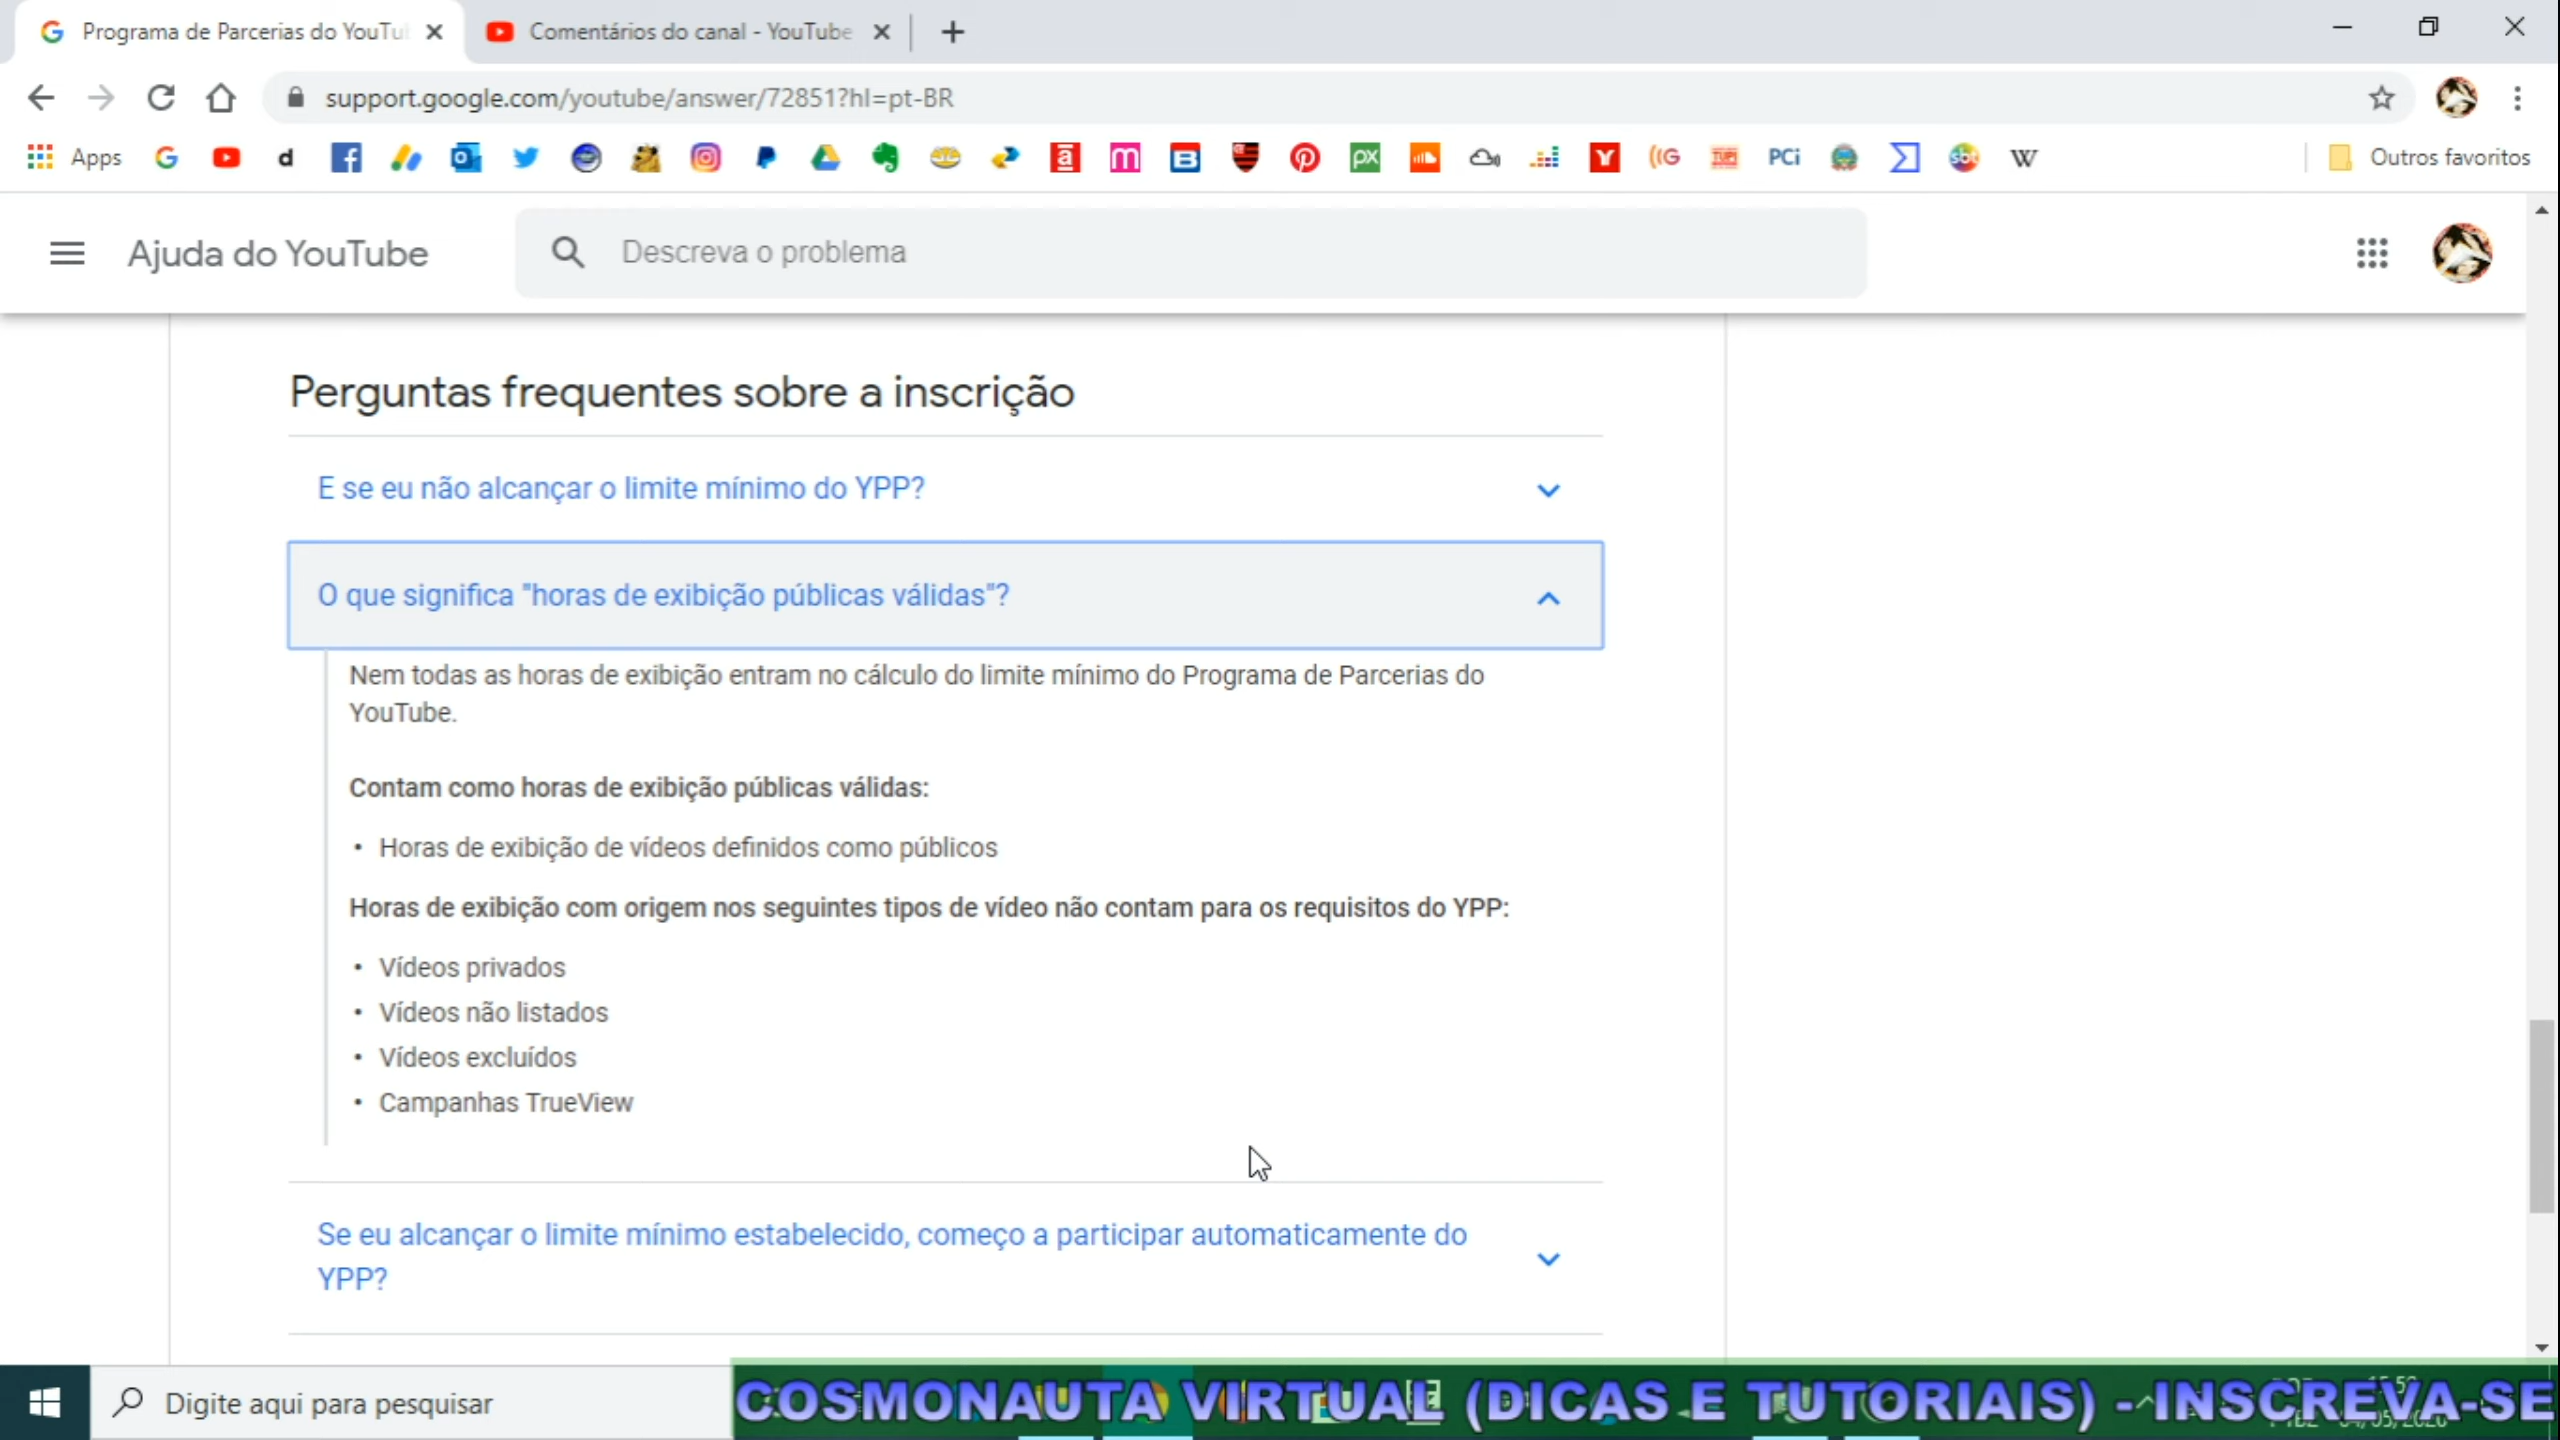 Programa de Parcerias do YouTu
Comentários do canal - YouTube
support.google.com/youtube/answer/72851?hl=pt-BR
Apps
Outros favoritos
Ajuda do YouTube
Descreva o problema
Perguntas frequentes sobre a inscrição
E se eu não alcançar o limite mínimo do YPP?
O que significa "horas de exibição públicas válidas"?
Nem todas as horas de exibição entram no cálculo do limite mínimo do Programa de Parcerias do
YouTube.
Contam como horas de exibição públicas válidas:
• Horas de exibição de vídeos definidos como públicos
Horas de exibição com origem nos seguintes tipos de vídeo não contam para os requisitos do YPP:
• Vídeos privados
• Vídeos não listados
• Vídeos excluídos
• Campanhas TrueView
Se eu alcançar o limite mínimo estabelecido, começo a participar automaticamente do
YPP?
Digite aqui para pesquisar
COSMONAUTA VIRTUAL (DICAS E TUTORIAIS) - INSCREVA-SE